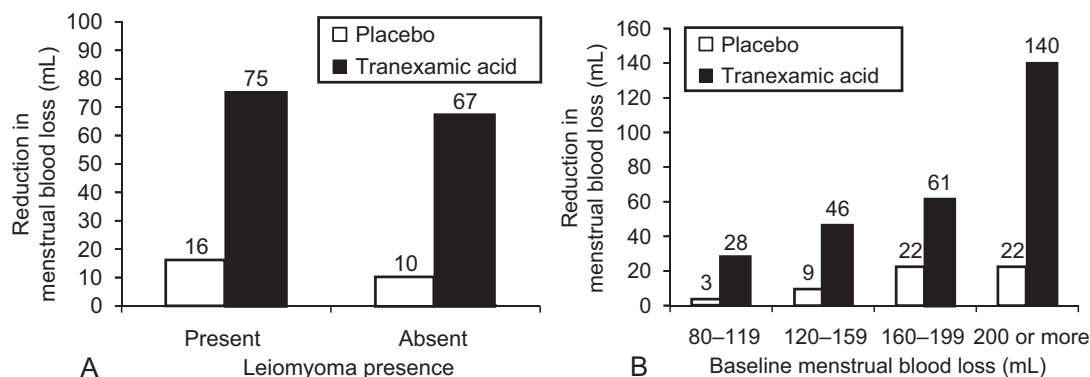 100
90
80
70
60
50
40
30
20
10
0
Reduction in
menstrual blood loss (mL)
Placebo
Tranexamic acid
16
75
10
67
Present Absent
A Leiomyoma presence
160
140
120
100
80
60
40
20
0
Reduction in
menstrual blood loss (mL)
Placebo
Tranexamic acid
3
28
9
46
22
61
22
140
80–119 120–159 160–199 200 or more
B Baseline menstrual blood loss (mL)